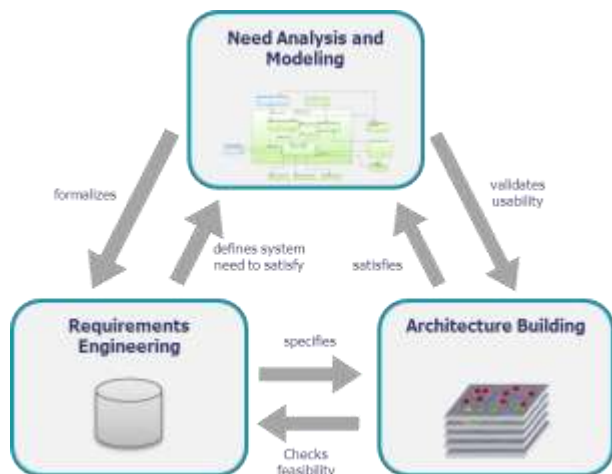 Need Analysis and
Modeling
formalizes
validates
usability
defines system
need to satisfy
satisfies
Requirements
Engineering
Architecture Building
specifies
Checks
feasibility